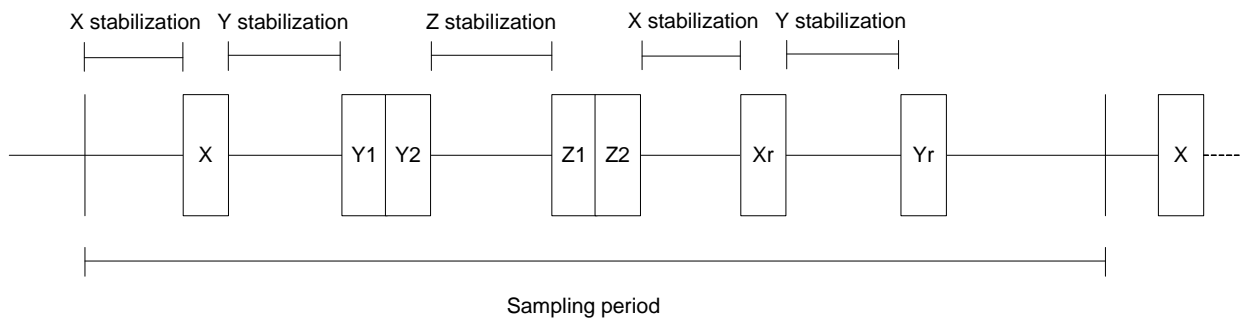 X stabilization Y stabilization Z stabilization X stabilization Y stabilization
X Y1 Y2 Z1 Z2 Xr Yr X
Sampling period